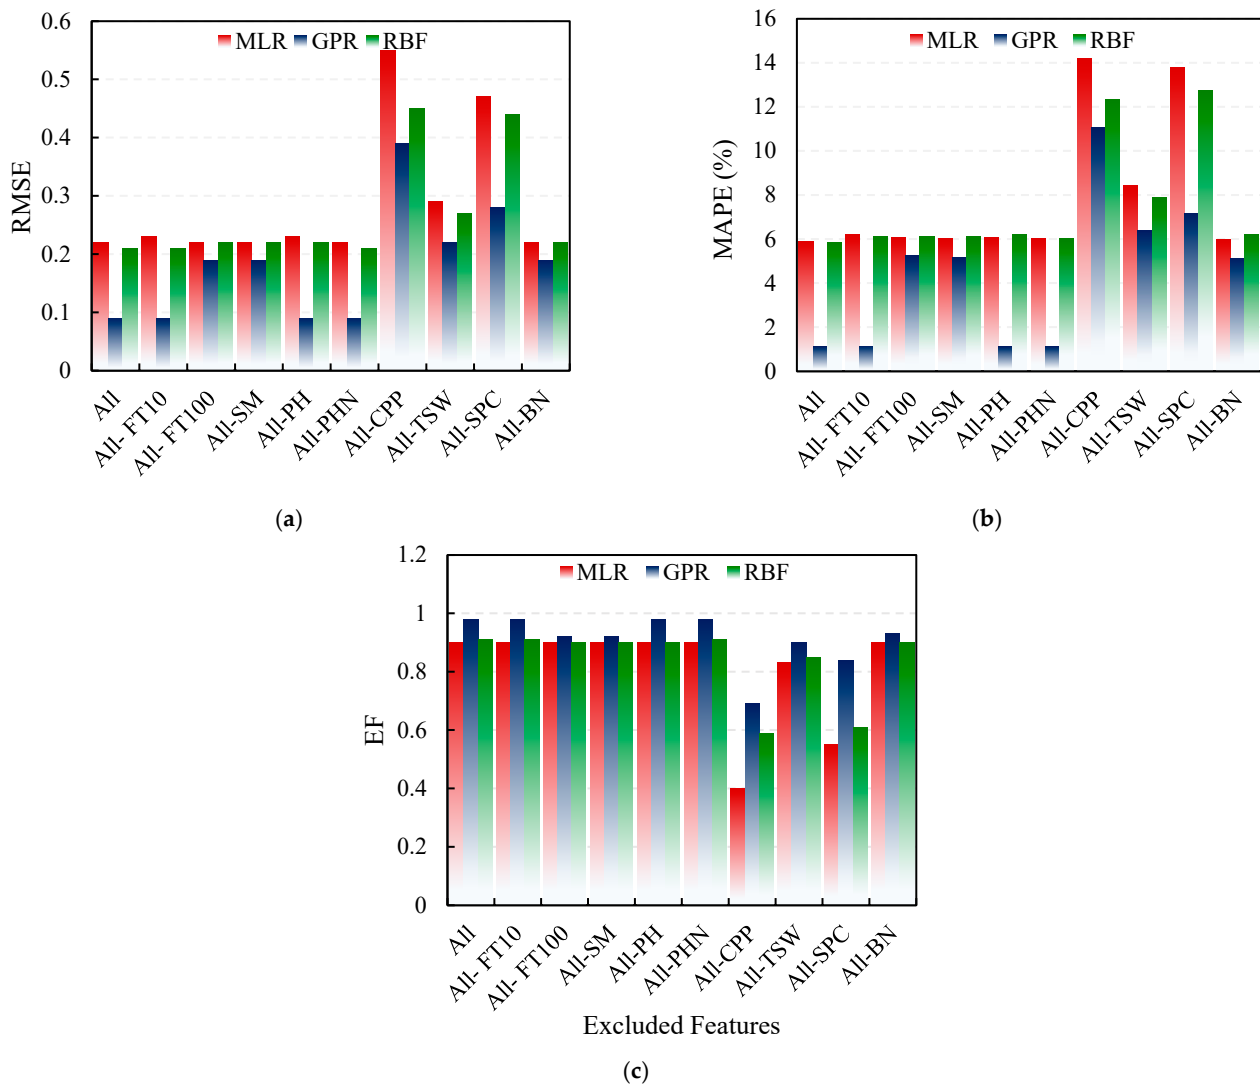 0.6
0.5
0.4
0.3
0.2
0.1
0
RMSE
MLR GPR RBF
All
All- FT10
All- FT100
All-SM
All-PH
All-PHN
All-CPP
All-TSW
All-SPC
All-BN
(a)
16
14
12
10
8
6
4
2
0
MAPE (%)
MLR GPR RBF
All
All- FT10
All- FT100
All-SM
All-PH
All-PHN
All-CPP
All-TSW
All-SPC
All-BN
(b)
1.2
1
0.8
0.6
0.4
0.2
0
EF
MLR GPR RBF
All
All- FT10
All- FT100
All-SM
All-PH
All-PHN
All-CPP
All-TSW
All-SPC
All-BN
Excluded Features
(c)